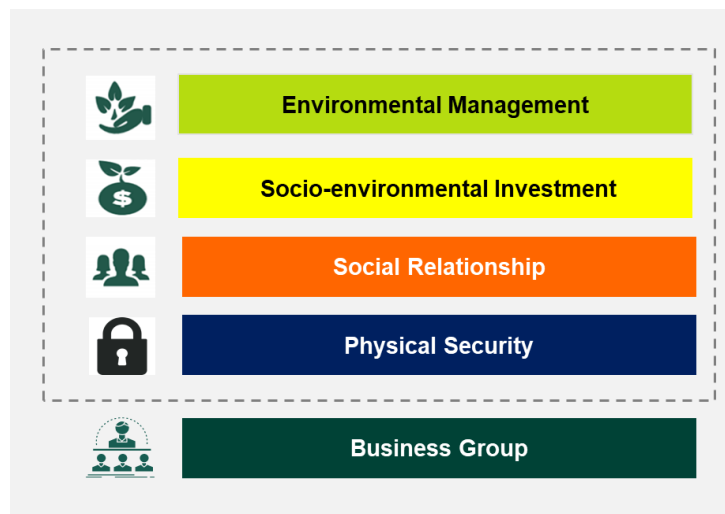 Environmental Management
Socio-environmental Investment
$
Social Relationship
Physical Security
Business Group